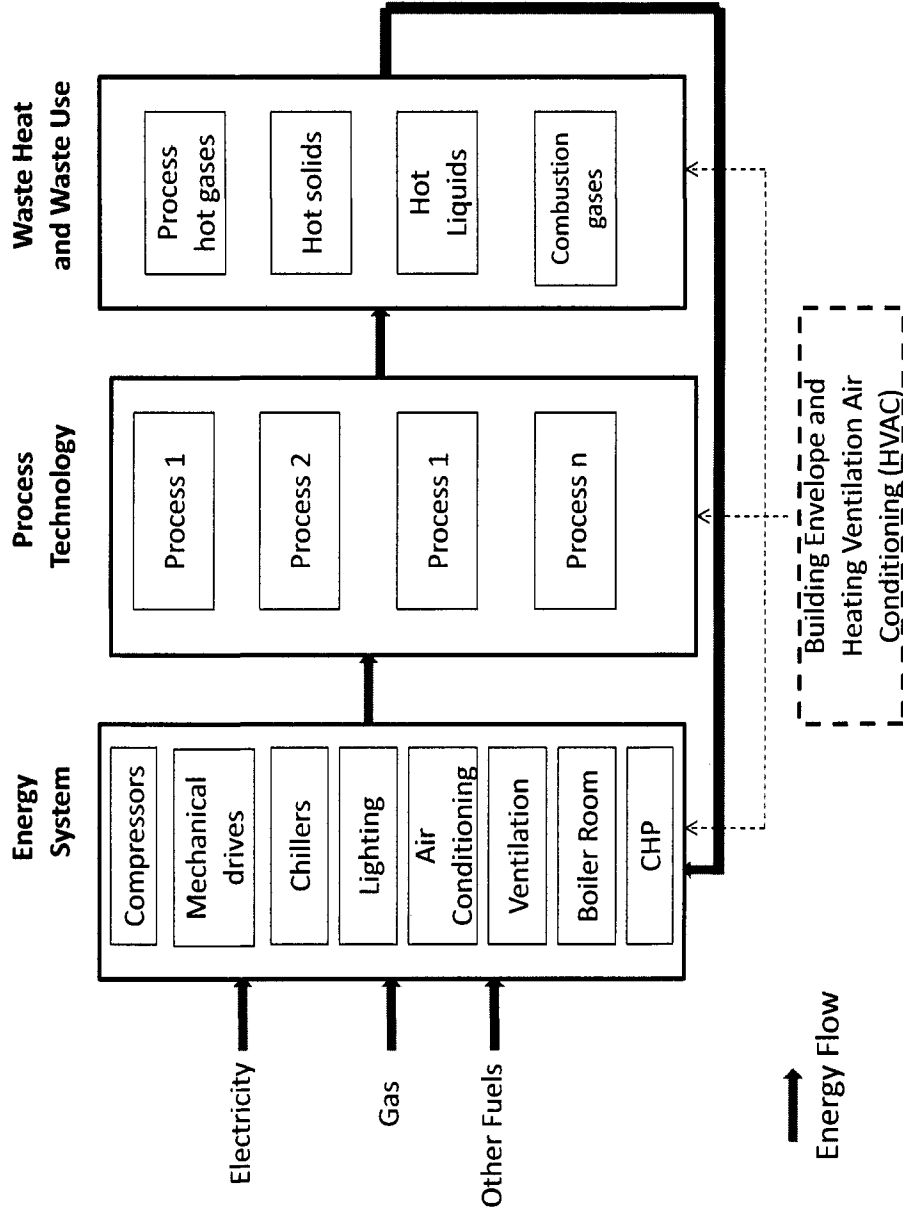 Energy
System
Compressors
Mechanical
drives
Chillers
Lighting
Air
Conditioning
Ventilation
Boiler Room
CHP
Process
Technology
Process 1
Process 2
Process 1
Process n
Waste Heat
and Waste Use
Process
hot gases
Hot solids
Hot
Liquids
Combustion
gases
Electricity
Gas
Other Fuels
Building Envelope and
Heating Ventilation Air
Conditioning (HVAC)
Energy Flow